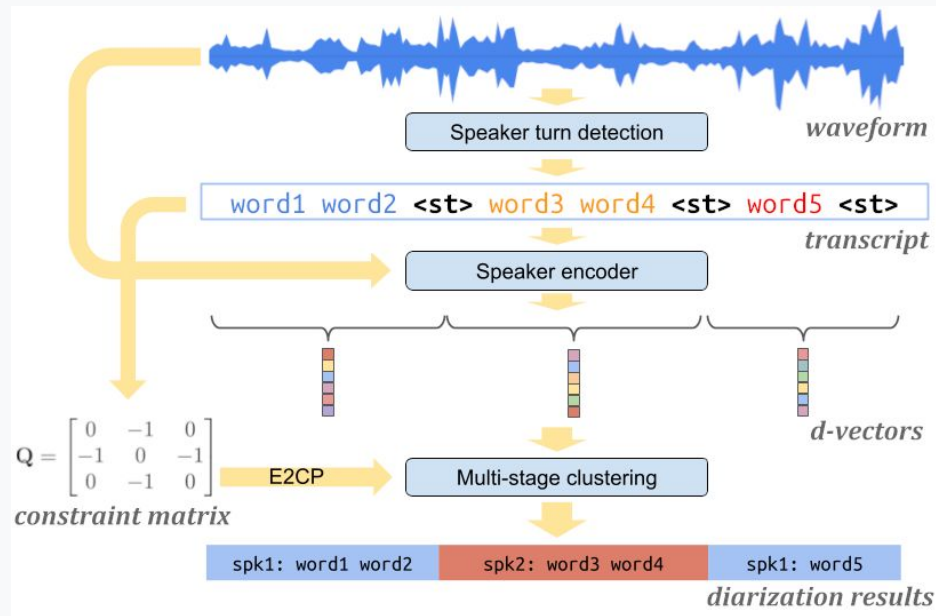 Speaker turn detection
waveform
word1 word2 <st> word3 word4 <st> word5 <st>
transcript
Speaker encoder
d-vectors
Q = [ 0 -1 0
-1 0 -1
0 -1 0 ]
constraint matrix
E2CP
Multi-stage clustering
spk1: word1 word2
spk2: word3 word4
spk1: word5
diarization results